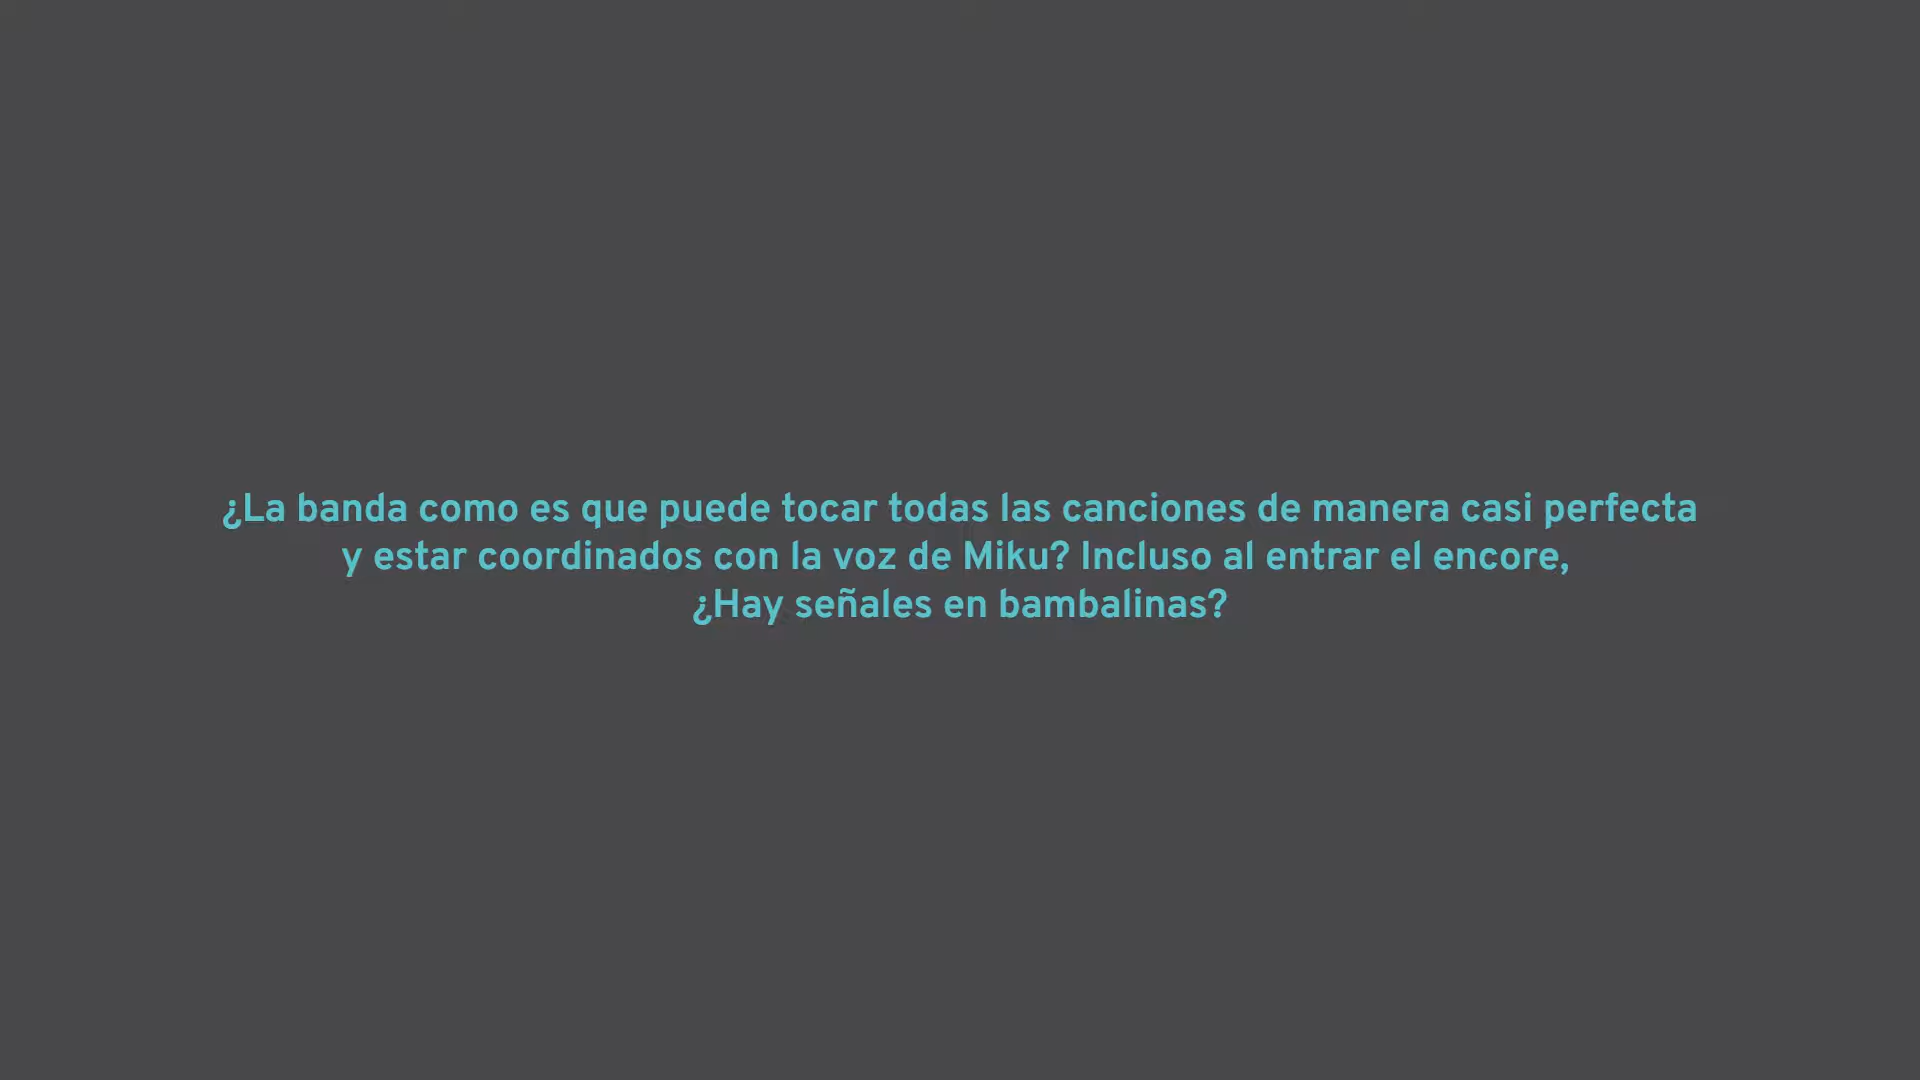 ¿La banda como es que puede tocar todas las canciones de manera casi perfecta
y estar coordinados con la voz de Miku? Incluso al entrar el encore,
¿Hay señales en bambalinas?